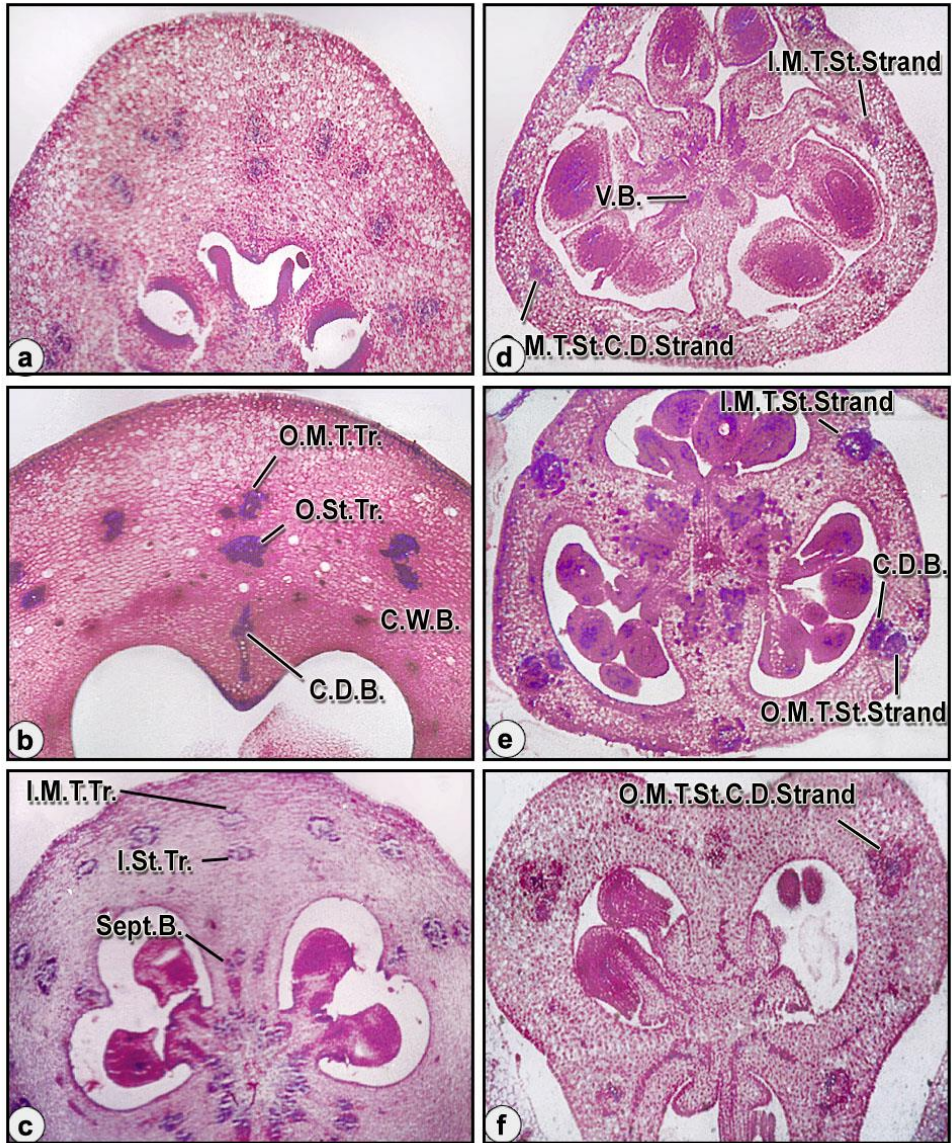 a
I.M.T.St.Strand
V.B.
M.T.St.C.D.Strand
d
O.M.T.Tr.
O.St.Tr.
C.W.B.
C.D.B.
b
I.M.T.St.Strand
C.D.B.
O.M.T.St.Strand
e
I.M.T.Tr.
I.St.Tr.
Sept.B.
c
O.M.T.St.C.D.Strand
f